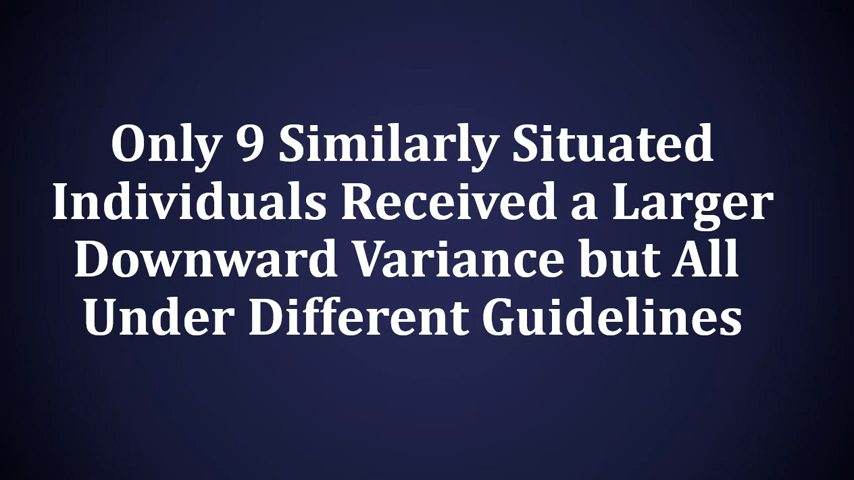 Only 9 Similarly Situated
Individuals Received a Larger
Downward Variance but All
Under Different Guidelines